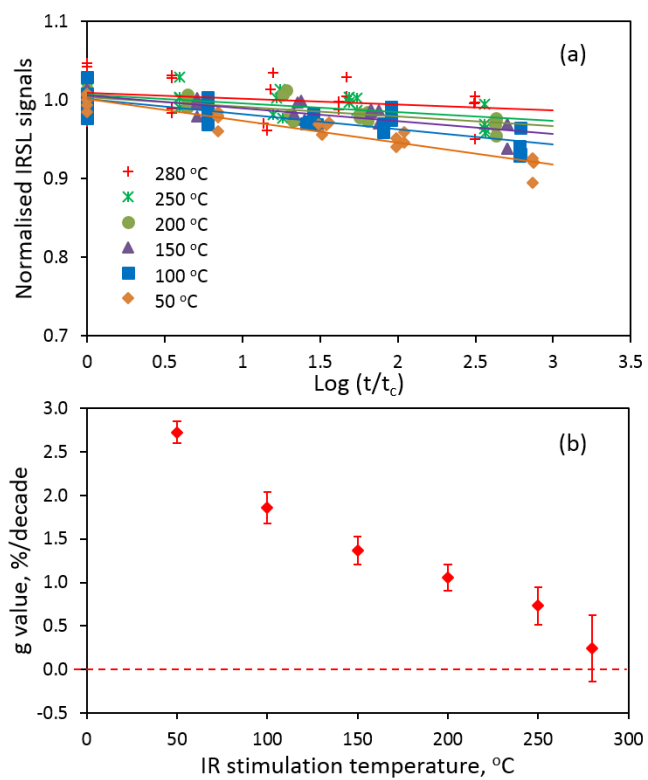 1.1
(a)
1.0
0.9
0.8
0.7
Normalised IRSL signals
280 °C
250 °C
200 °C
150 °C
100 °C
50 °C
0 0.5 1 1.5 2 2.5 3 3.5
Log (t/tc)
3.0
(b)
2.5
2.0
1.5
1.0
0.5
0.0
-0.5
g value, %/decade
0 50 100 150 200 250 300
IR stimulation temperature, °C